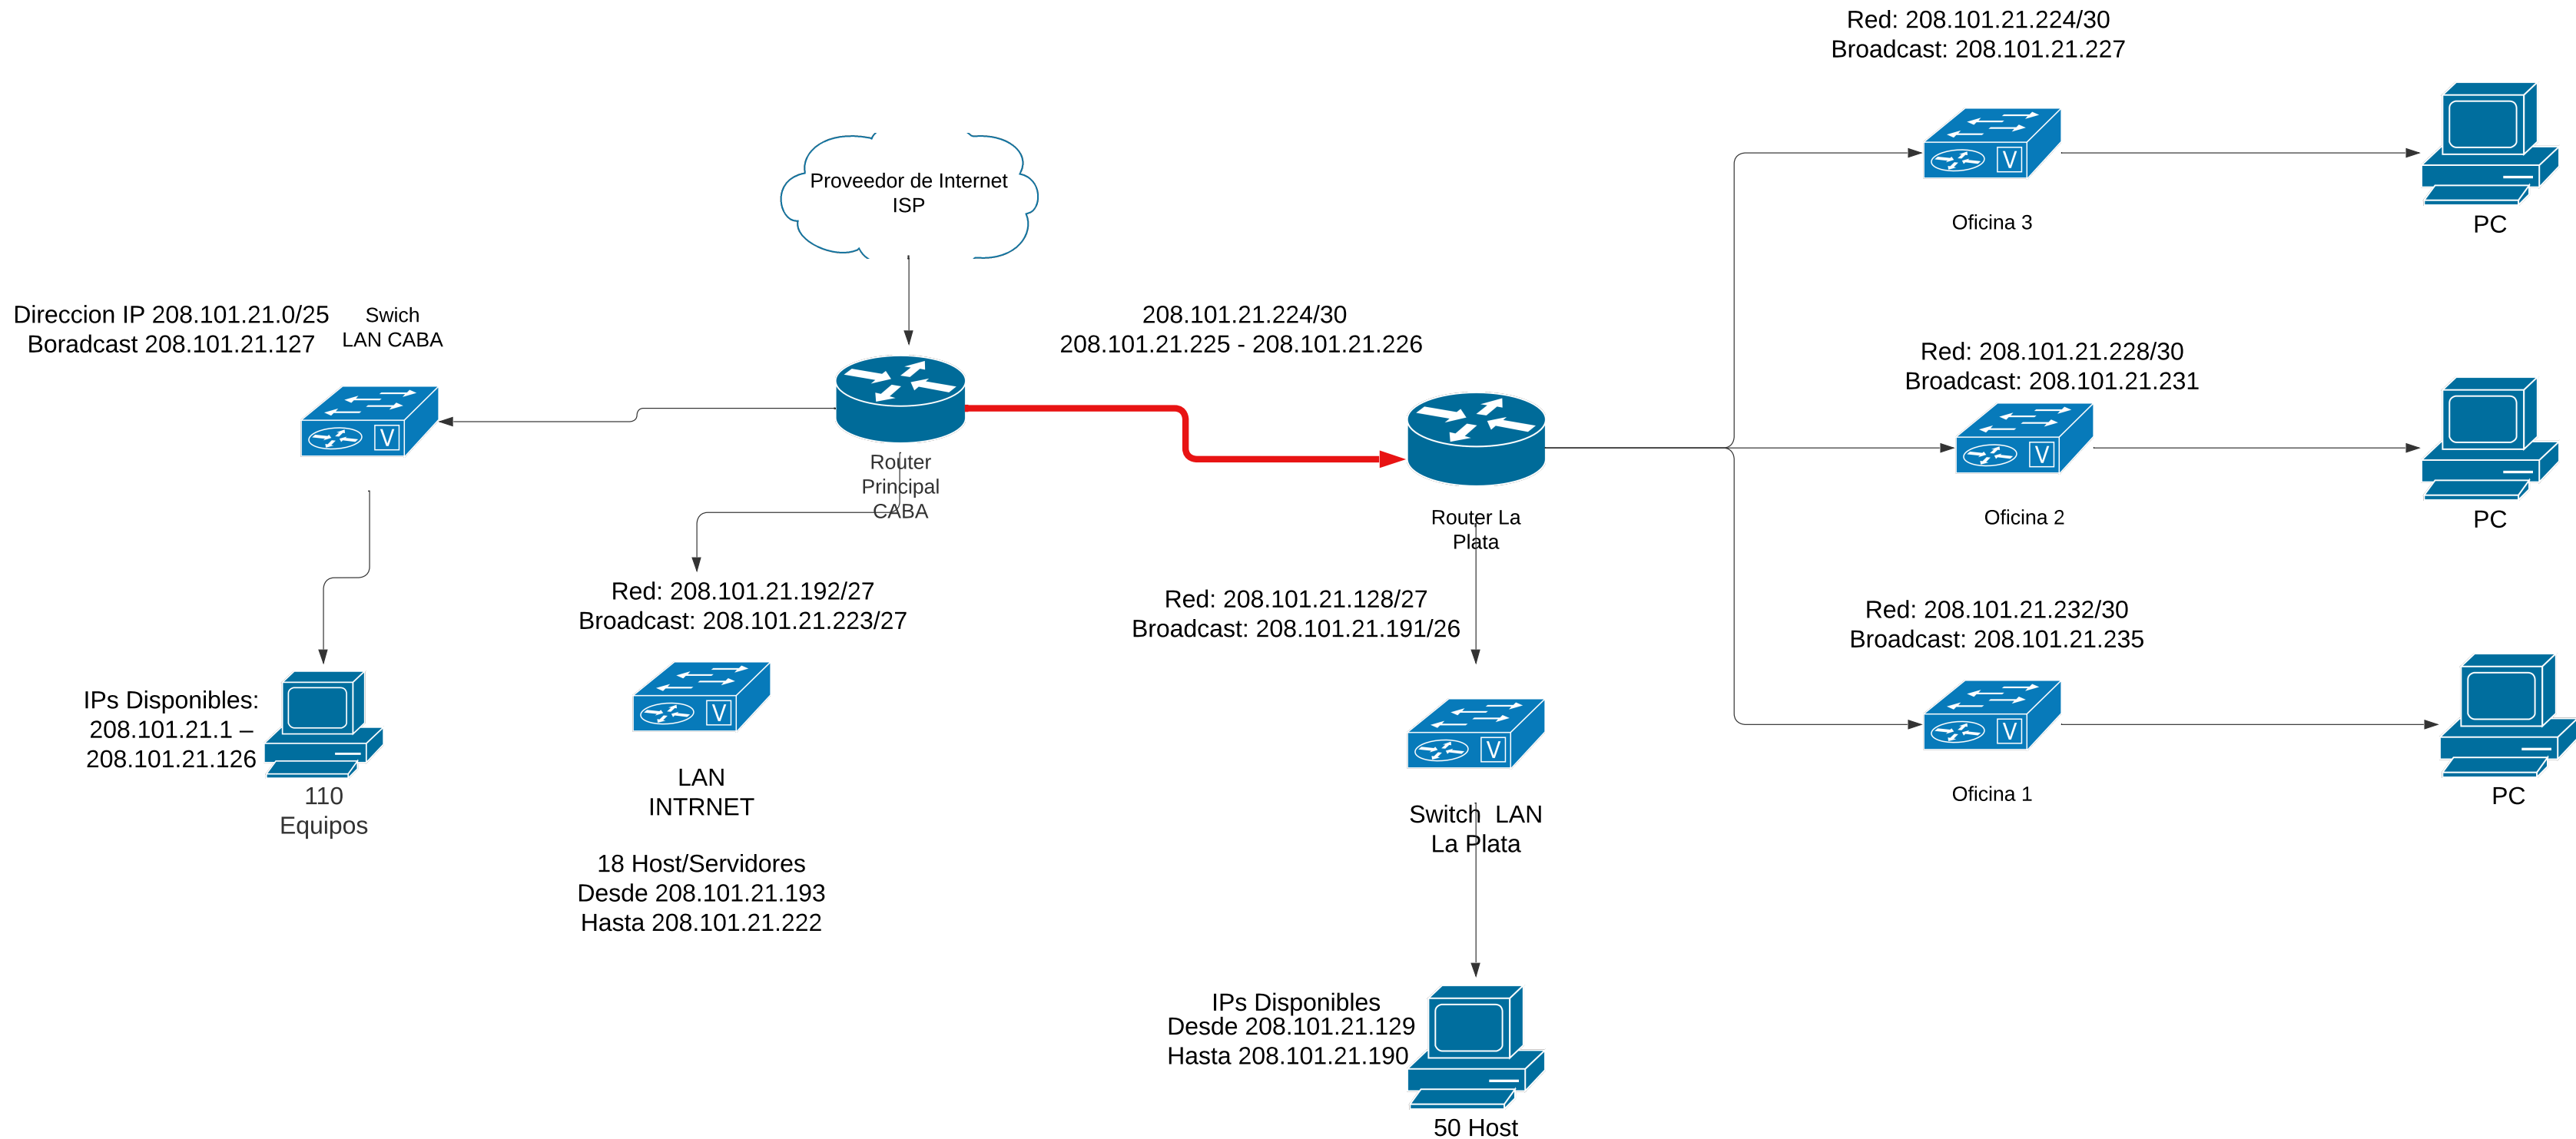 Red: 208.101.21.224/30
Broadcast: 208.101.21.227
Proveedor de Internet
ISP
Oficina 3
PC
Direccion IP 208.101.21.0/25
Boradcast 208.101.21.127
Swich
LAN CABA
208.101.21.224/30
208.101.21.225 - 208.101.21.226
Red: 208.101.21.228/30
Broadcast: 208.101.21.231
V
V
V
Router
Principal
CABA
Router La
Plata
Oficina 2
PC
Red: 208.101.21.192/27
Broadcast: 208.101.21.223/27
Red: 208.101.21.128/27
Broadcast: 208.101.21.191/26
Red: 208.101.21.232/30
Broadcast: 208.101.21.235
IPs Disponibles:
208.101.21.1 –
208.101.21.126
V
V
V
110
Equipos
LAN
INTRNET
Switch LAN
La Plata
Oficina 1
PC
18 Host/Servidores
Desde 208.101.21.193
Hasta 208.101.21.222
IPs Disponibles
Desde 208.101.21.129
Hasta 208.101.21.190
50 Host